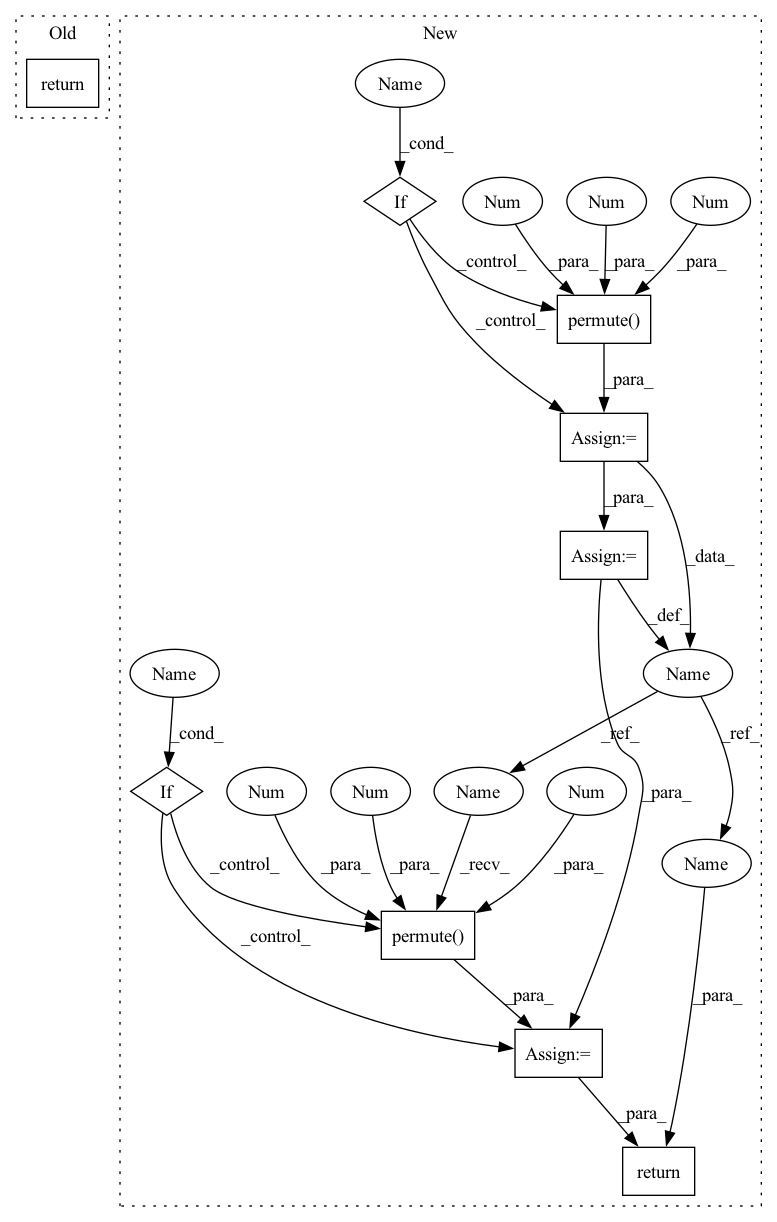 Old
New
return
Name
_cond_
If
Num
Num
Num
_control_
_para_
_para_
_para_
_control_
permute()
_para_
Assign:=
_para_
Assign:=
_data_
_def_
Name
Name
_cond_
_ref_
_ref_
If
Num
Num
Name
Num
_para_
Name
_control_
_para_
_para_
_recv_
_para_
_control_
permute()
_para_
_para_
Assign:=
_para_
return